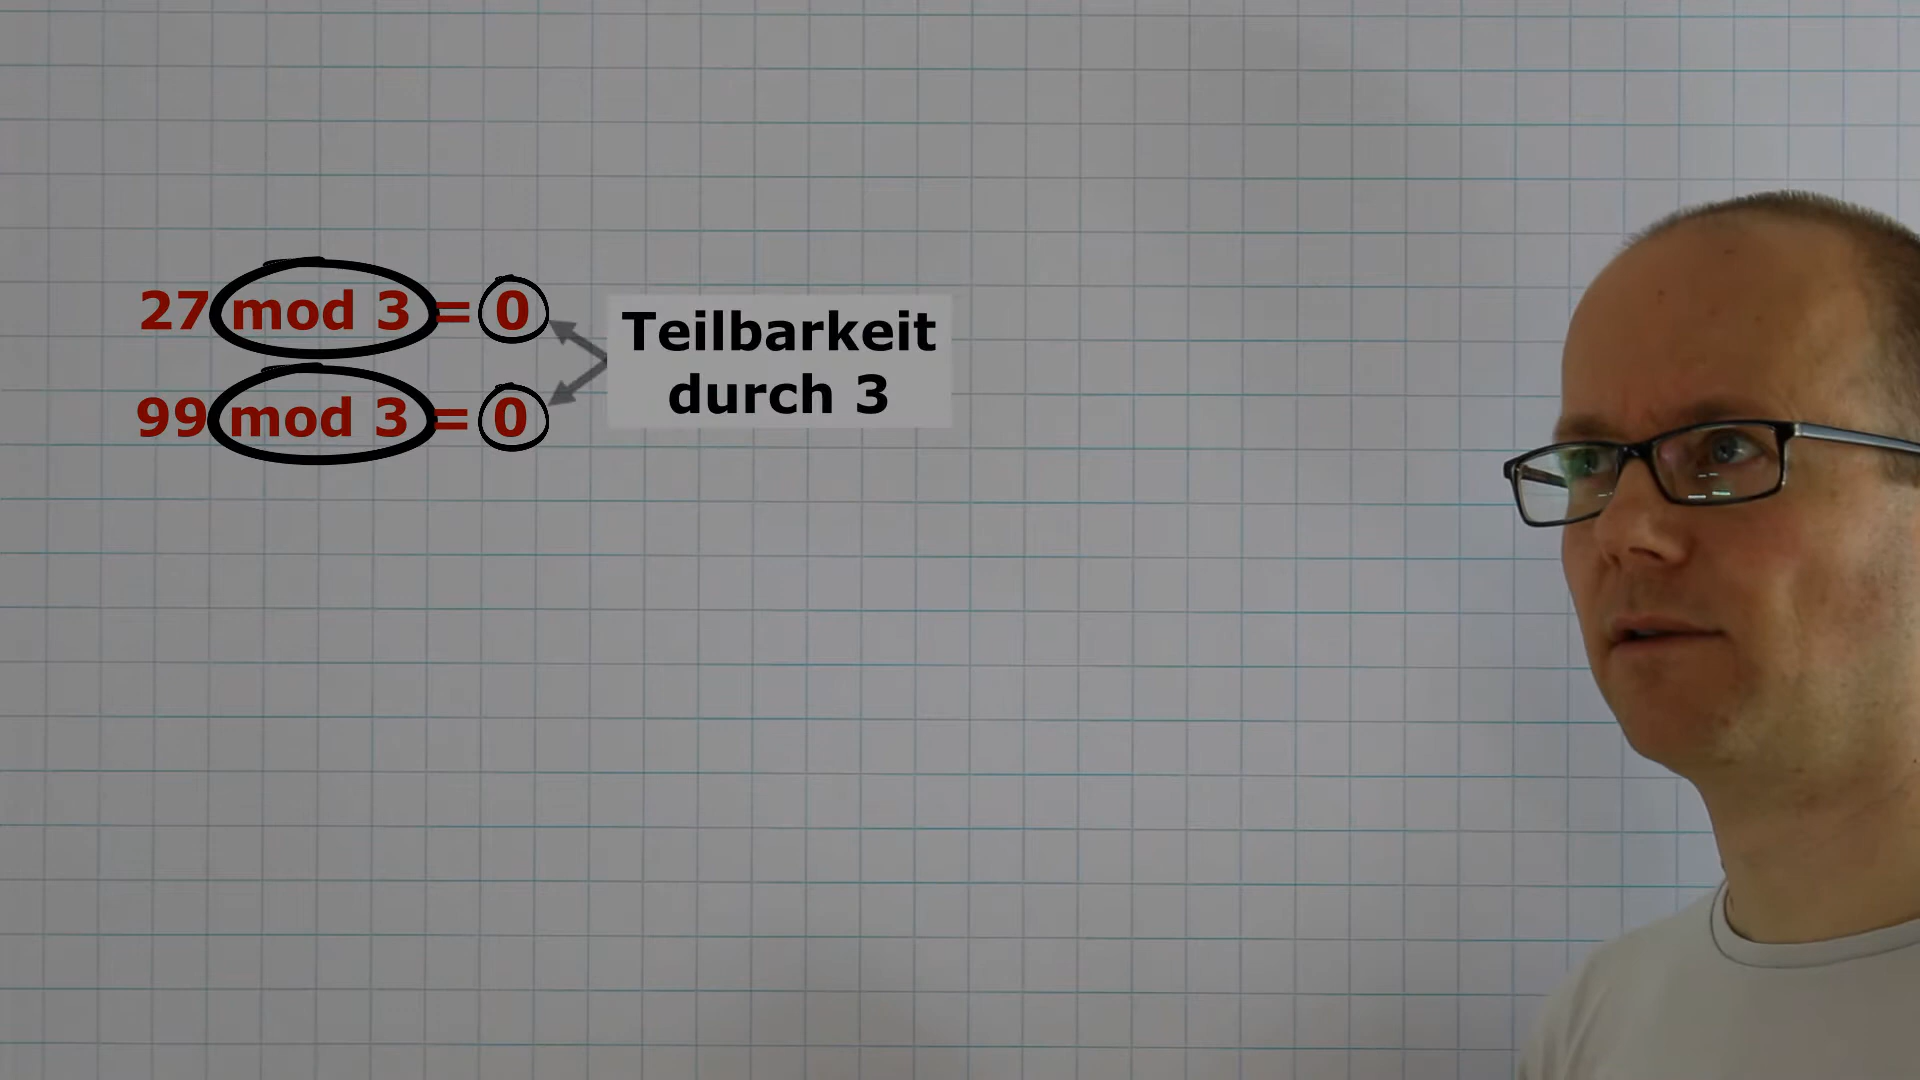 27 mod 3 = 0
99 mod 3 = 0
Teilbarkeit
durch 3